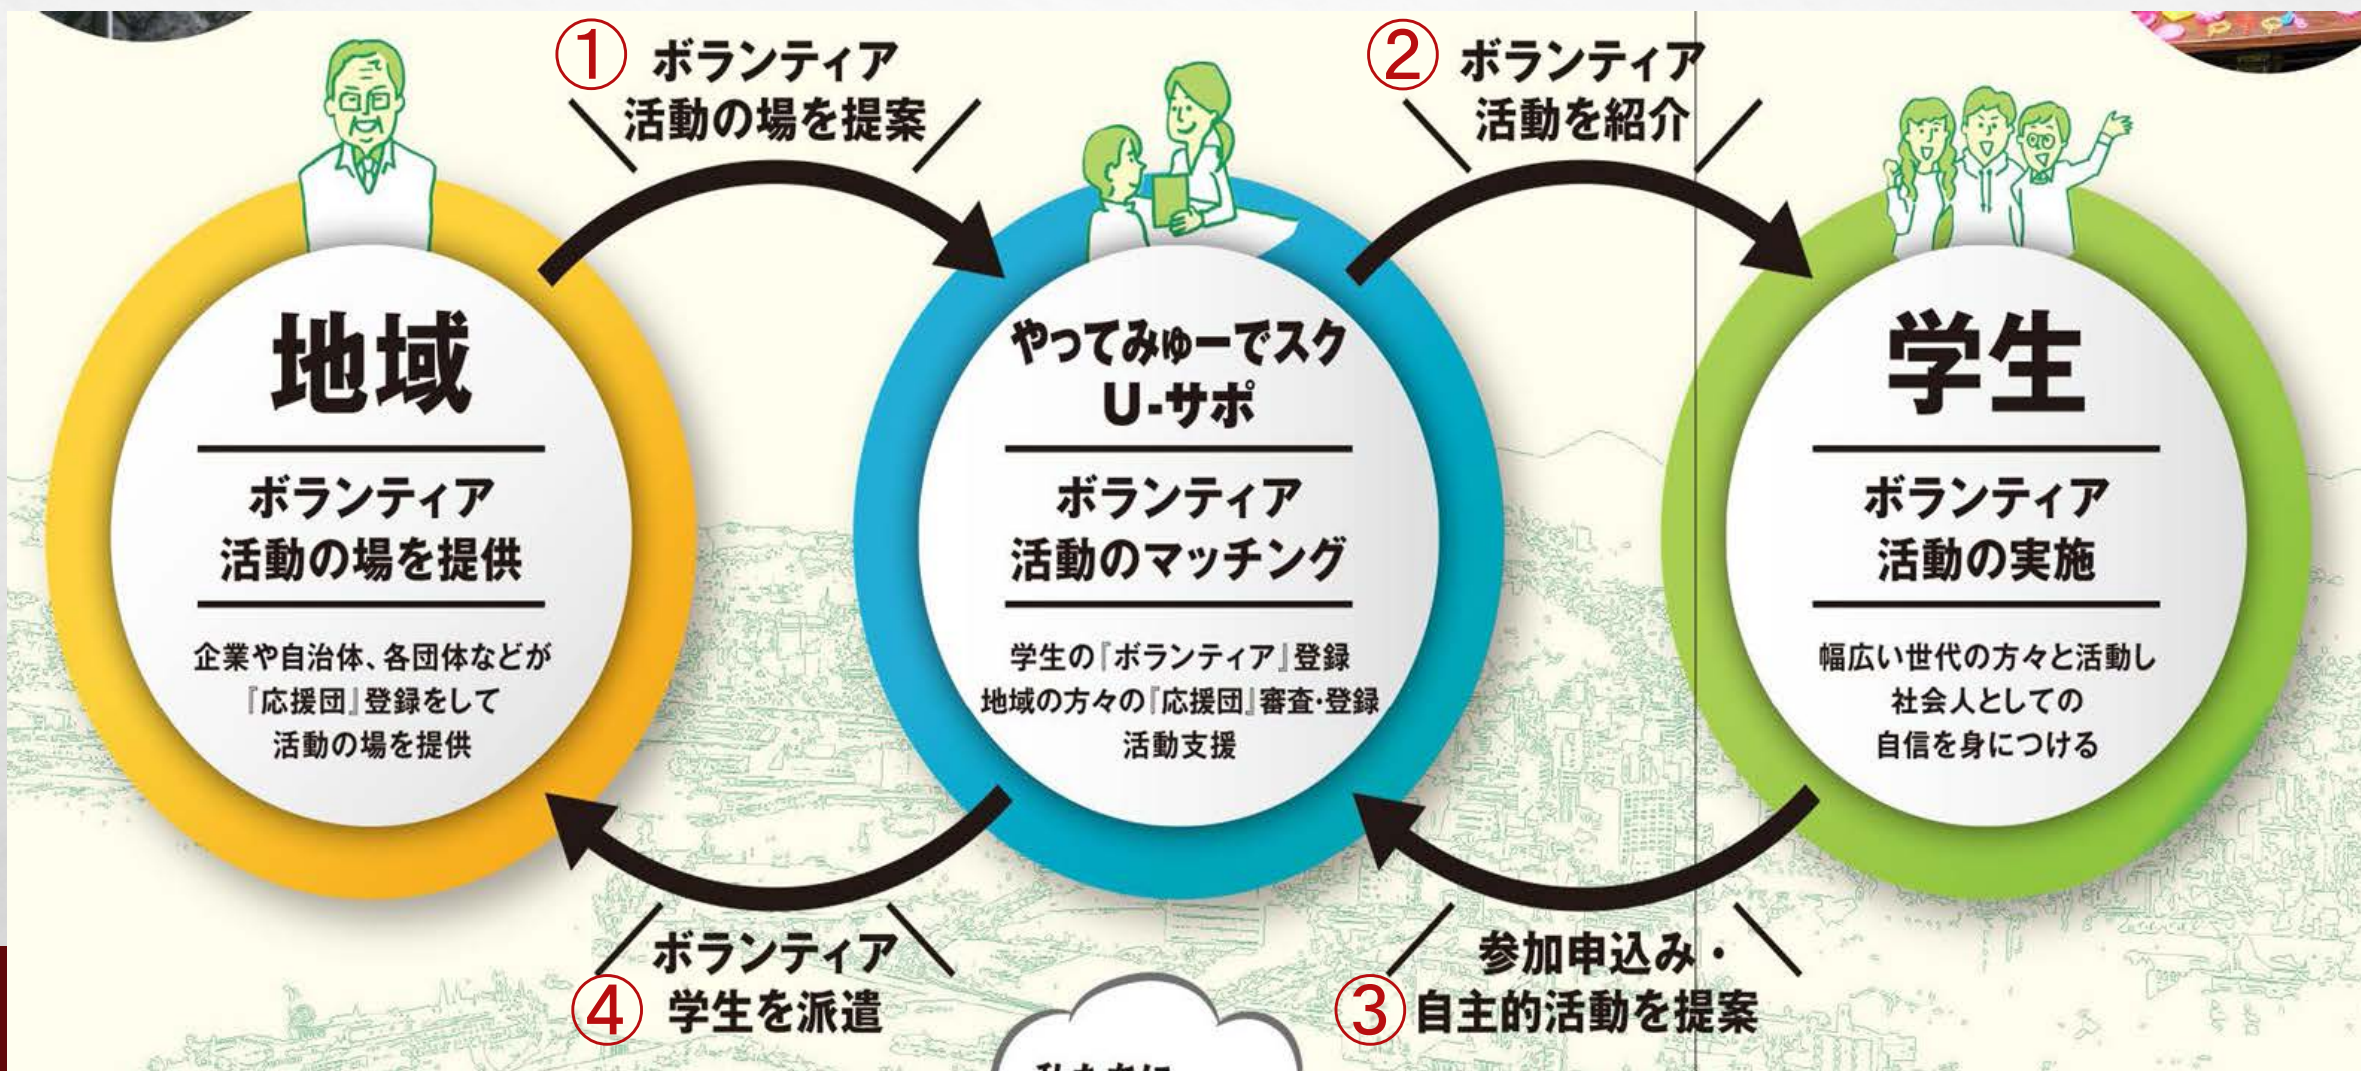 ①
ボランティア
活動の場を提案
②
ボランティア
活動を紹介
地域
ボランティア
活動の場を提供
企業や自治体、各団体などが
『応援団』登録をして
活動の場を提供
やってみゅーでスク
U-サポ
ボランティア
活動のマッチング
学生の『ボランティア』登録
地域の方々の『応援団』審査・登録
活動支援
学生
ボランティア
活動の実施
幅広い世代の方々と活動し
社会人としての
自信を身につける
④
ボランティア
学生を派遣
③
参加申込み・
自主的活動を提案